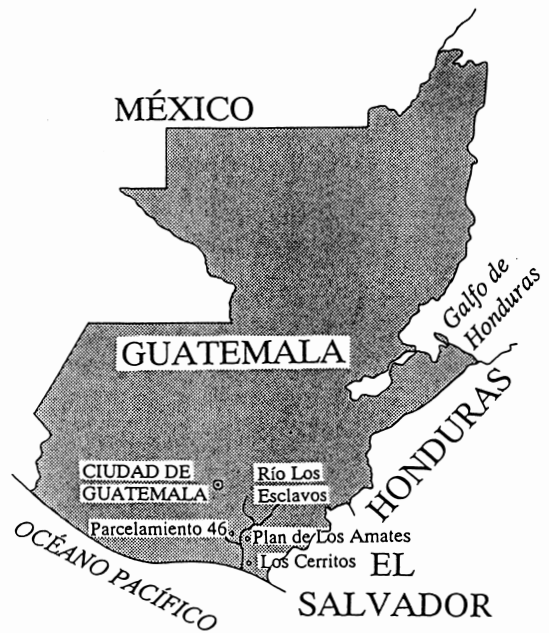 MÉXICO
Galfo de
Honduras
GUATEMALA
HONDURAS
CIUDAD DE
GUATEMALA
Río Los
Esclavos
Parcelamiento 46
Plan de Los Amates
Los Cerritos
OCÉANO PACÍFICO
EL
SALVADOR